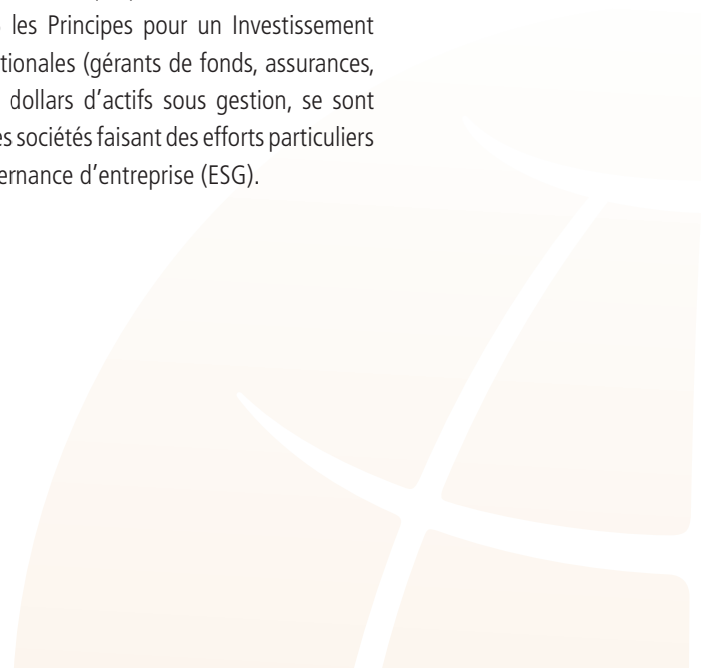 les Principes pour un Investissement
tionales (gérants de fonds, assurances,
dollars d'actifs sous gestion, se sont
es sociétés faisant des efforts particuliers
ernance d'entreprise (ESG).